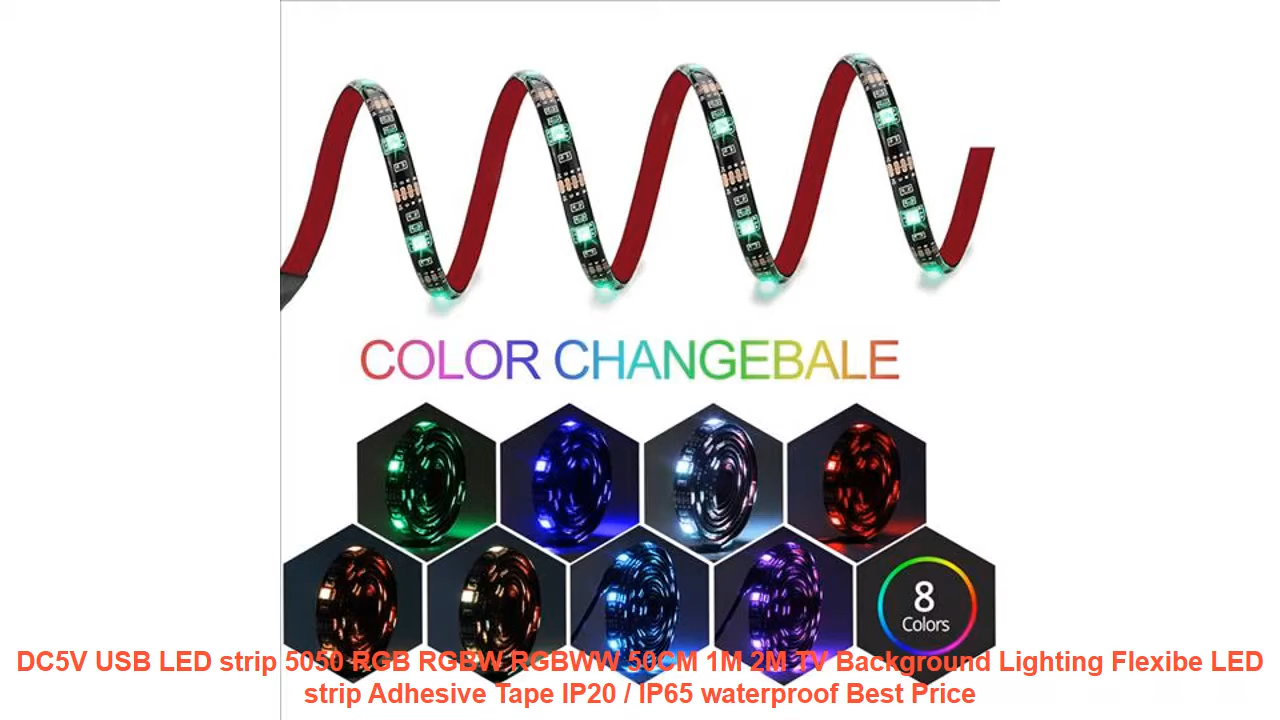 COLOR CHANGEBALE
8
Colors
DC5V USB LED strip 5050 RGB RGBW RGBWW 50CM 1M 2M TV Background Lighting Flexibe LED
strip Adhesive Tape IP20 / IP65 waterproof Best Price